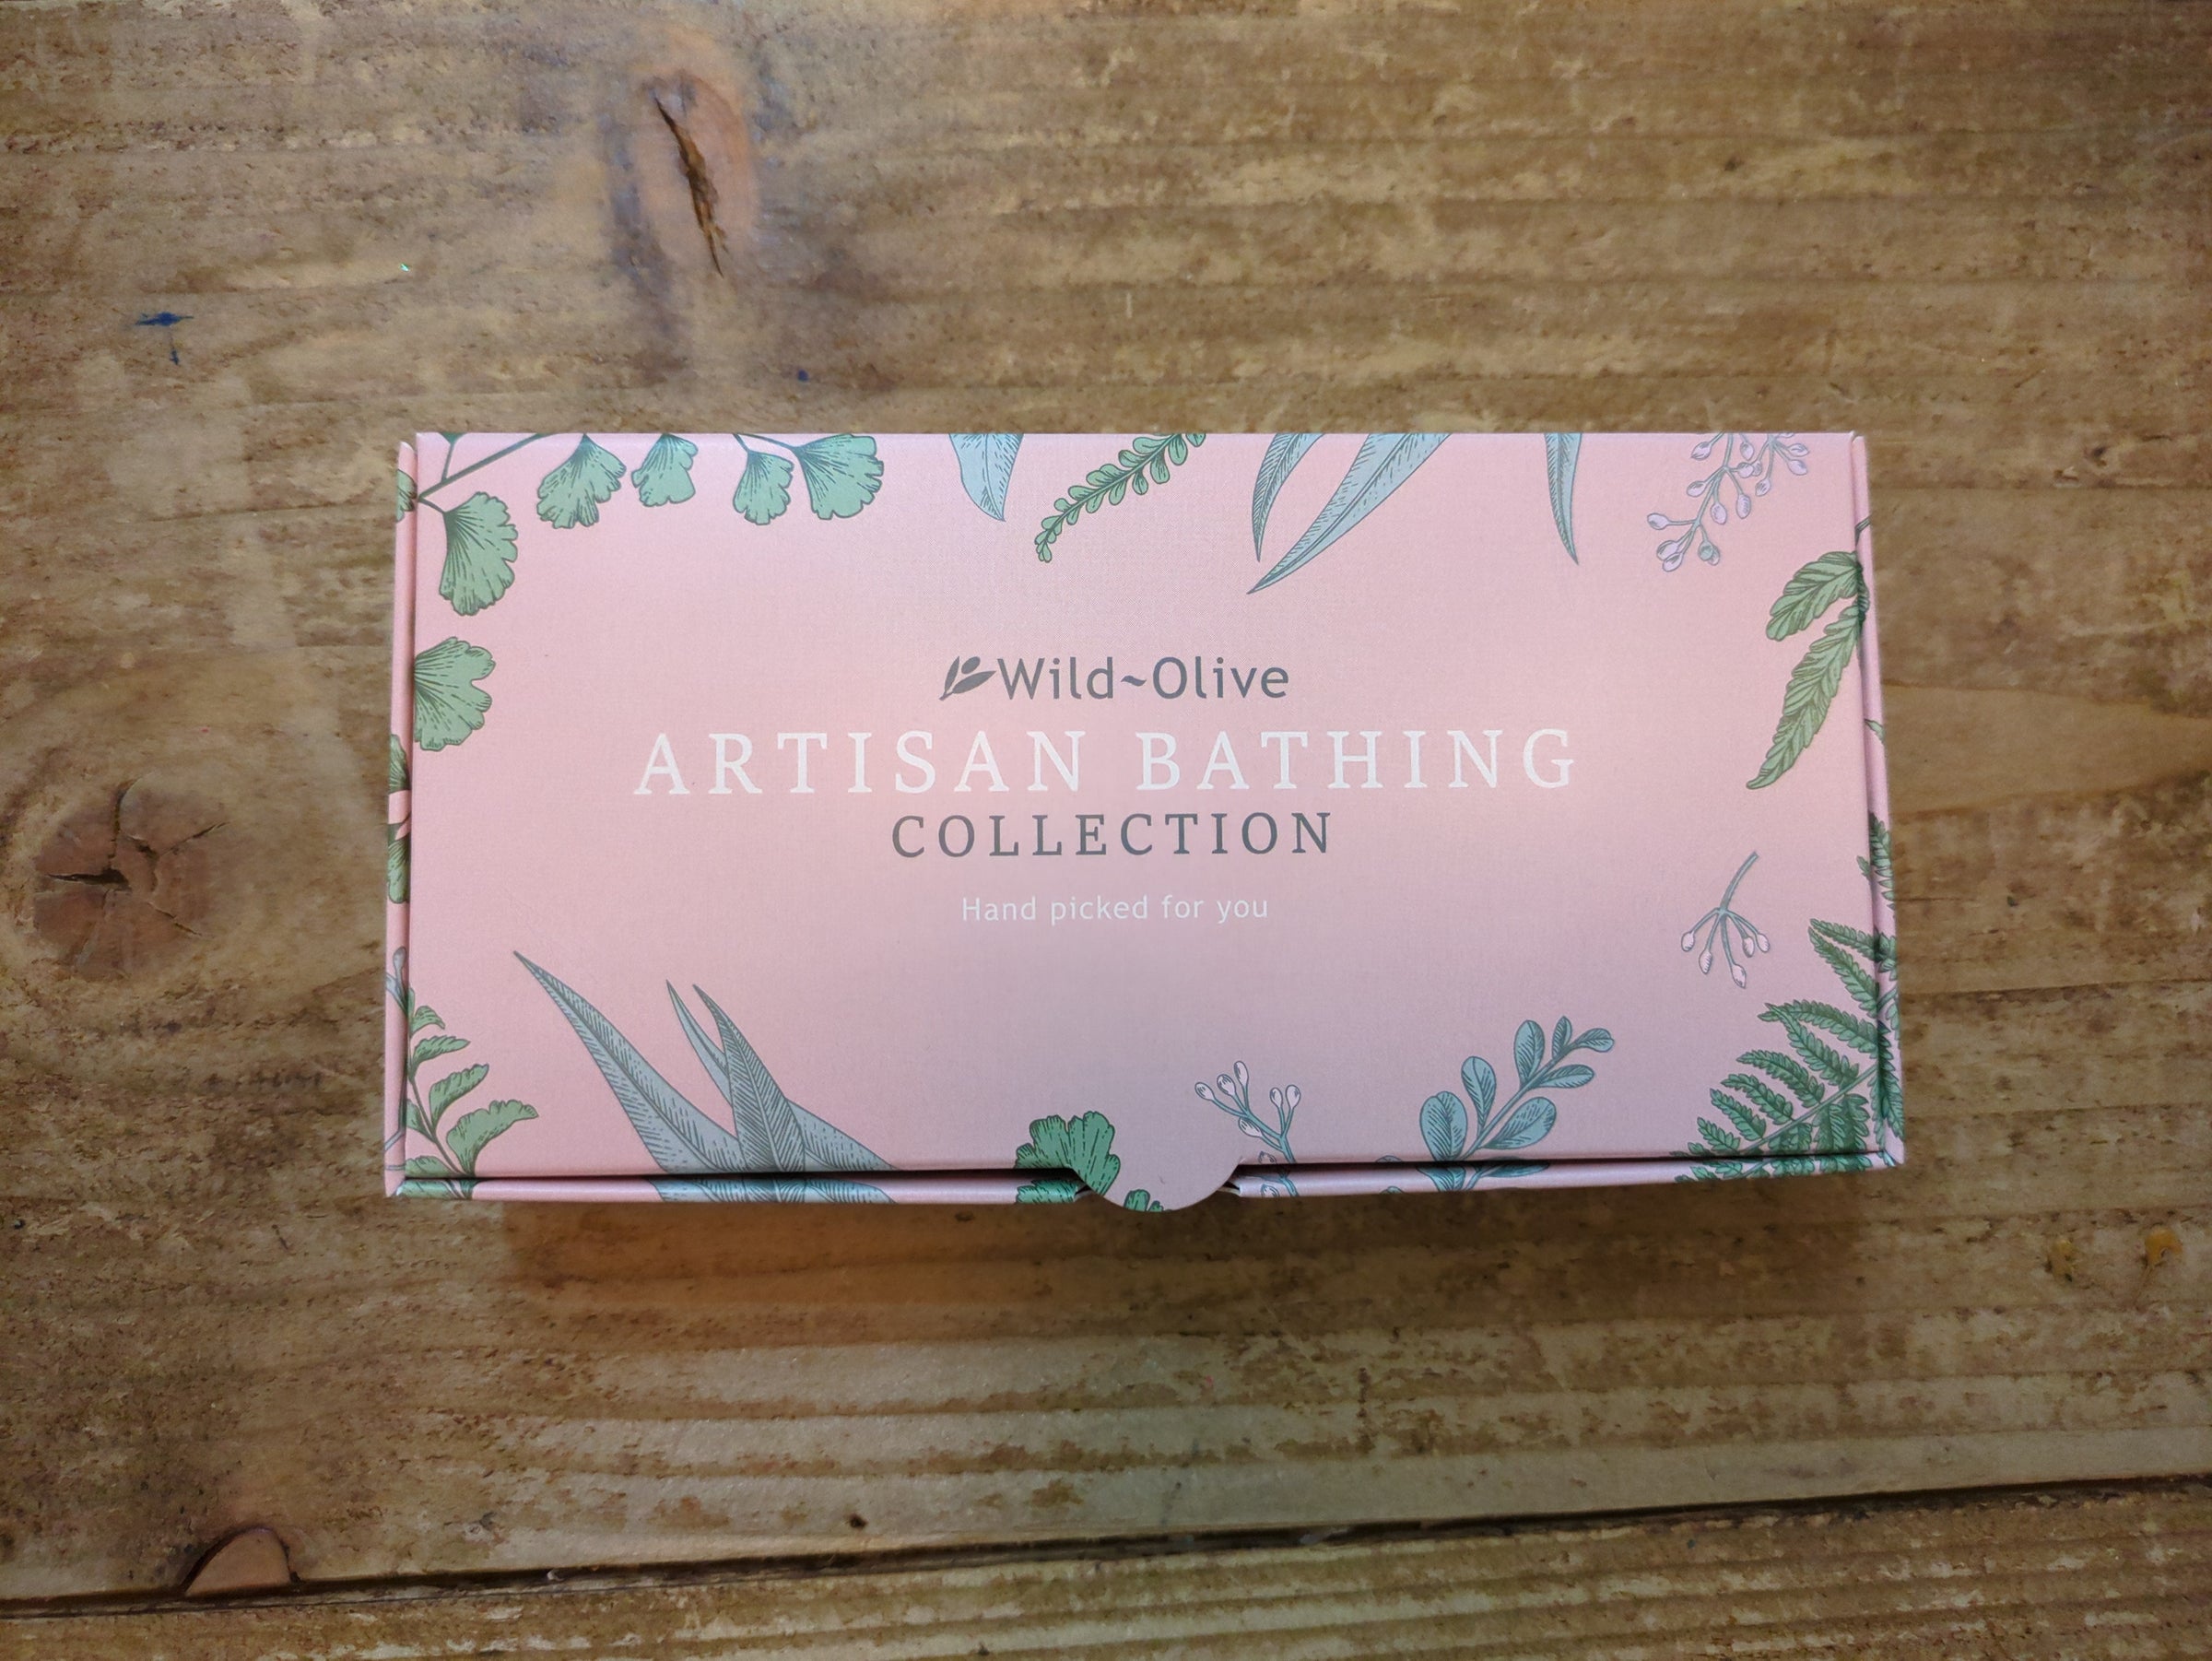 Wild~Olive
ARTISAN BATHING
COLLECTION
Hand picked for you